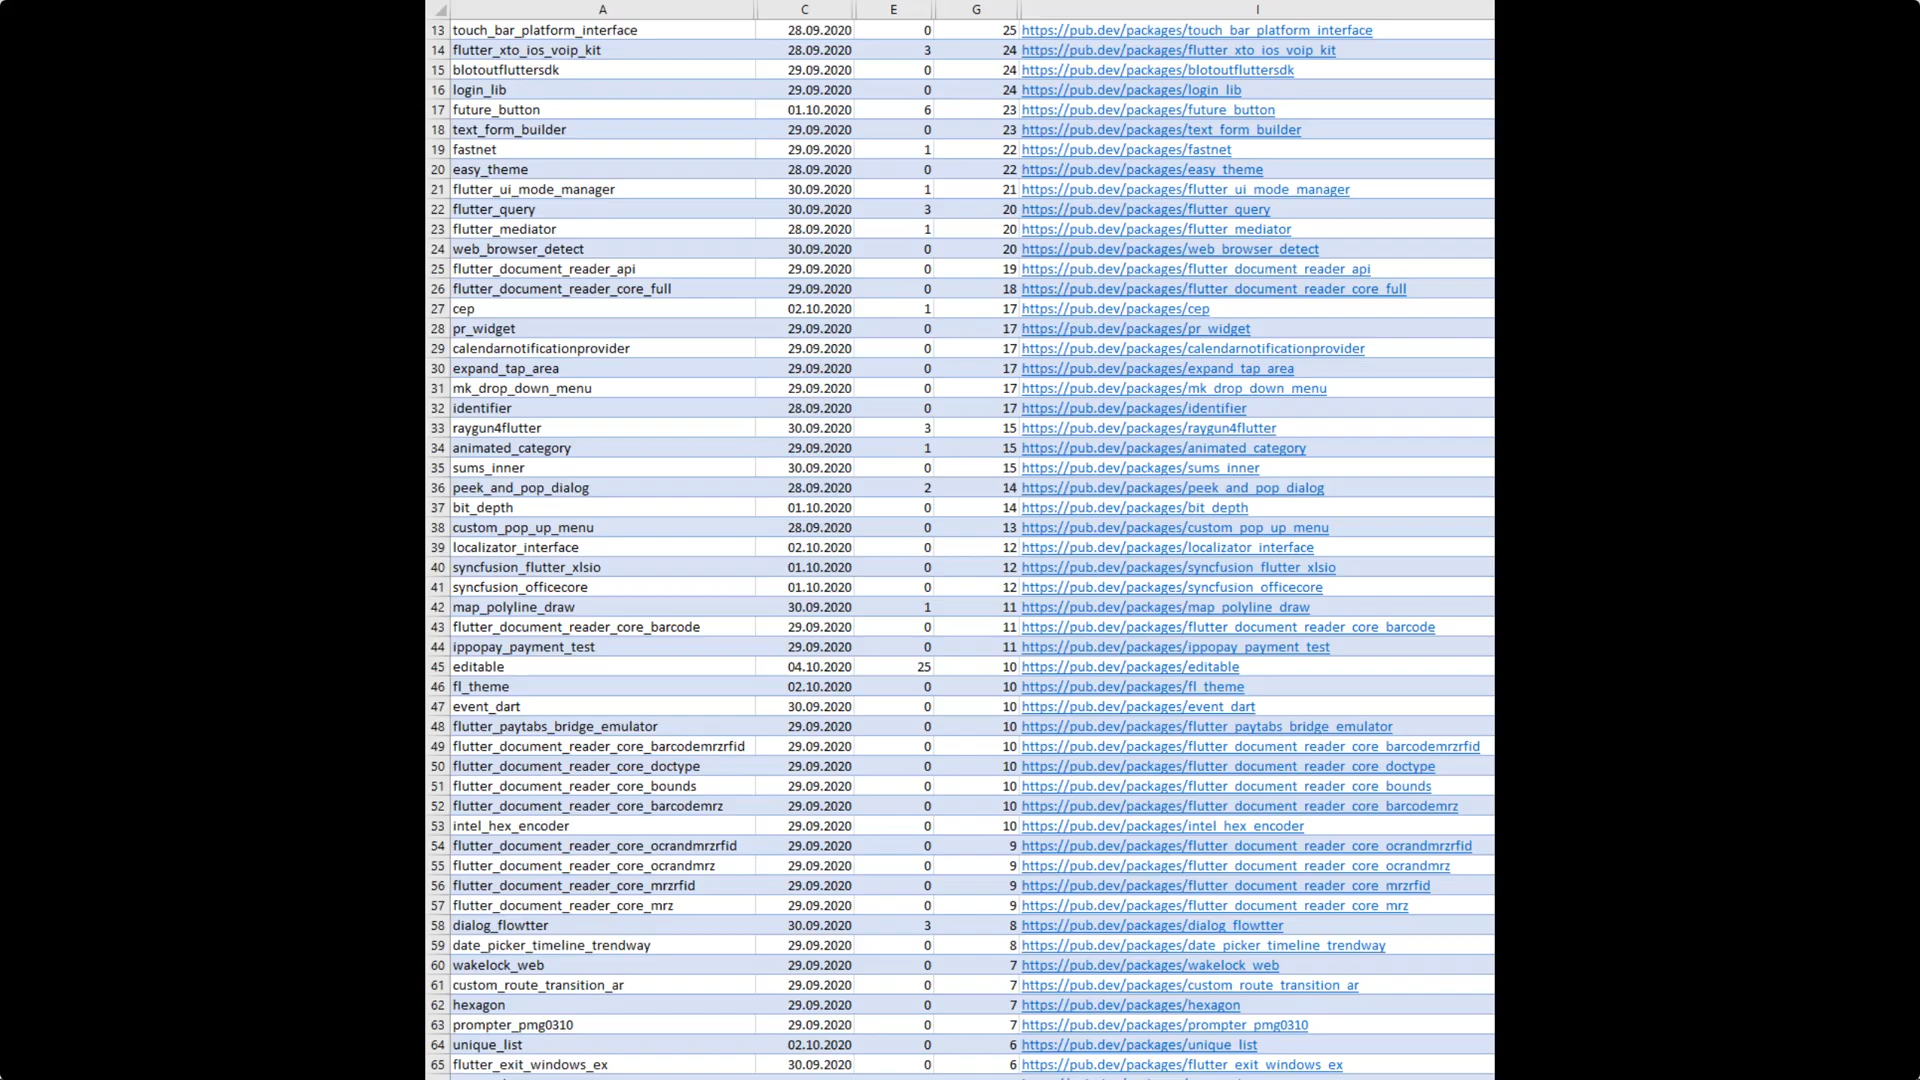 A C E G I
13 touch_bar_platform_interface 28.09.2020 0 25 https://pub.dev/packages/touch_bar_platform_interface
14 flutter_xto_ios_voip_kit 28.09.2020 3 24 https://pub.dev/packages/flutter_xto_ios_voip_kit
15 blotoutfluttersdk 29.09.2020 0 24 https://pub.dev/packages/blotoutfluttersdk
16 login_lib 29.09.2020 0 24 https://pub.dev/packages/login_lib
17 future_button 01.10.2020 6 23 https://pub.dev/packages/future_button
18 text_form_builder 29.09.2020 0 23 https://pub.dev/packages/text_form_builder
19 fastnet 29.09.2020 1 22 https://pub.dev/packages/fastnet
20 easy_theme 28.09.2020 0 22 https://pub.dev/packages/easy_theme
21 flutter_ui_mode_manager 30.09.2020 1 21 https://pub.dev/packages/flutter_ui_mode_manager
22 flutter_query 30.09.2020 3 20 https://pub.dev/packages/flutter_query
23 flutter_mediator 28.09.2020 1 20 https://pub.dev/packages/flutter_mediator
24 web_browser_detect 30.09.2020 0 20 https://pub.dev/packages/web_browser_detect
25 flutter_document_reader_api 29.09.2020 0 19 https://pub.dev/packages/flutter_document_reader_api
26 flutter_document_reader_core_full 29.09.2020 0 18 https://pub.dev/packages/flutter_document_reader_core_full
27 cep 02.10.2020 1 17 https://pub.dev/packages/cep
28 pr_widget 29.09.2020 0 17 https://pub.dev/packages/pr_widget
29 calendarnotificationprovider 29.09.2020 0 17 https://pub.dev/packages/calendarnotificationprovider
30 expand_tap_area 29.09.2020 0 17 https://pub.dev/packages/expand_tap_area
31 mk_drop_down_menu 29.09.2020 0 17 https://pub.dev/packages/mk_drop_down_menu
32 identifier 28.09.2020 0 17 https://pub.dev/packages/identifier
33 raygun4flutter 30.09.2020 3 15 https://pub.dev/packages/raygun4flutter
34 animated_category 29.09.2020 1 15 https://pub.dev/packages/animated_category
35 sums_inner 30.09.2020 0 15 https://pub.dev/packages/sums_inner
36 peek_and_pop_dialog 28.09.2020 2 14 https://pub.dev/packages/peek_and_pop_dialog
37 bit_depth 01.10.2020 0 14 https://pub.dev/packages/bit_depth
38 custom_pop_up_menu 28.09.2020 0 13 https://pub.dev/packages/custom_pop_up_menu
39 localizator_interface 02.10.2020 0 12 https://pub.dev/packages/localizator_interface
40 syncfusion_flutter_xlsio 01.10.2020 0 12 https://pub.dev/packages/syncfusion_flutter_xlsio
41 syncfusion_officecore 01.10.2020 0 12 https://pub.dev/packages/syncfusion_officecore
42 map_polyline_draw 30.09.2020 1 11 https://pub.dev/packages/map_polyline_draw
43 flutter_document_reader_core_barcode 29.09.2020 0 11 https://pub.dev/packages/flutter_document_reader_core_barcode
44 ippopay_payment_test 29.09.2020 0 11 https://pub.dev/packages/ippopay_payment_test
45 editable 04.10.2020 25 10 https://pub.dev/packages/editable
46 fl_theme 02.10.2020 0 10 https://pub.dev/packages/fl_theme
47 event_dart 30.09.2020 0 10 https://pub.dev/packages/event_dart
48 flutter_paytabs_bridge_emulator 29.09.2020 0 10 https://pub.dev/packages/flutter_paytabs_bridge_emulator
49 flutter_document_reader_core_barcodemrzrfid 29.09.2020 0 10 https://pub.dev/packages/flutter_document_reader_core_barcodemrzrfid
50 flutter_document_reader_core_doctype 29.09.2020 0 10 https://pub.dev/packages/flutter_document_reader_core_doctype
51 flutter_document_reader_core_bounds 29.09.2020 0 10 https://pub.dev/packages/flutter_document_reader_core_bounds
52 flutter_document_reader_core_barcodemrz 29.09.2020 0 10 https://pub.dev/packages/flutter_document_reader_core_barcodemrz
53 intel_hex_encoder 29.09.2020 0 10 https://pub.dev/packages/intel_hex_encoder
54 flutter_document_reader_core_ocrandmrzrfid 29.09.2020 0 9 https://pub.dev/packages/flutter_document_reader_core_ocrandmrzrfid
55 flutter_document_reader_core_ocrandmrz 29.09.2020 0 9 https://pub.dev/packages/flutter_document_reader_core_ocrandmrz
56 flutter_document_reader_core_mrzrfid 29.09.2020 0 9 https://pub.dev/packages/flutter_document_reader_core_mrzrfid
57 flutter_document_reader_core_mrz 29.09.2020 0 9 https://pub.dev/packages/flutter_document_reader_core_mrz
58 dialog_flowtter 30.09.2020 3 8 https://pub.dev/packages/dialog_flowtter
59 date_picker_timeline_trendway 29.09.2020 0 8 https://pub.dev/packages/date_picker_timeline_trendway
60 wakelock_web 29.09.2020 0 7 https://pub.dev/packages/wakelock_web
61 custom_route_transition_ar 29.09.2020 0 7 https://pub.dev/packages/custom_route_transition_ar
62 hexagon 29.09.2020 0 7 https://pub.dev/packages/hexagon
63 prompter_pmg0310 29.09.2020 0 7 https://pub.dev/packages/prompter_pmg0310
64 unique_list 02.10.2020 0 6 https://pub.dev/packages/unique_list
65 flutter_exit_windows_ex 30.09.2020 0 6 https://pub.dev/packages/flutter_exit_windows_ex